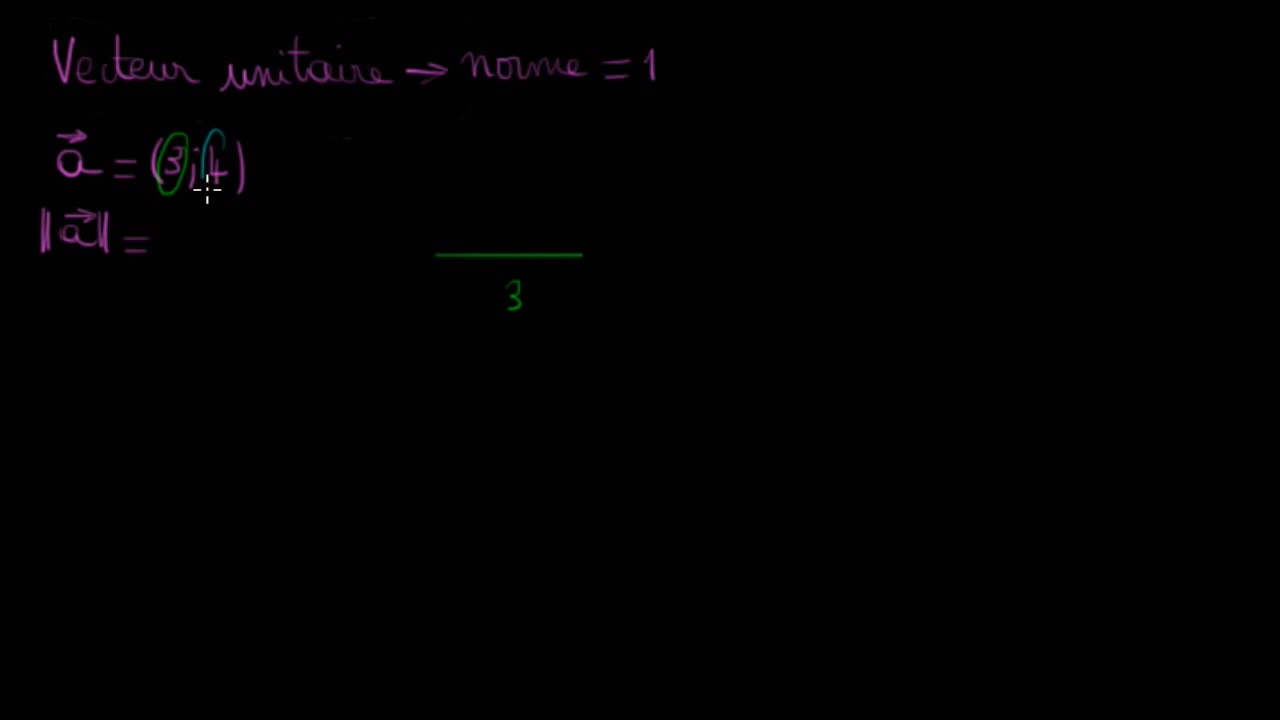 Vecteur unitaire → norme = 1
a⃗ = (3;4)
‖a⃗‖ =
3